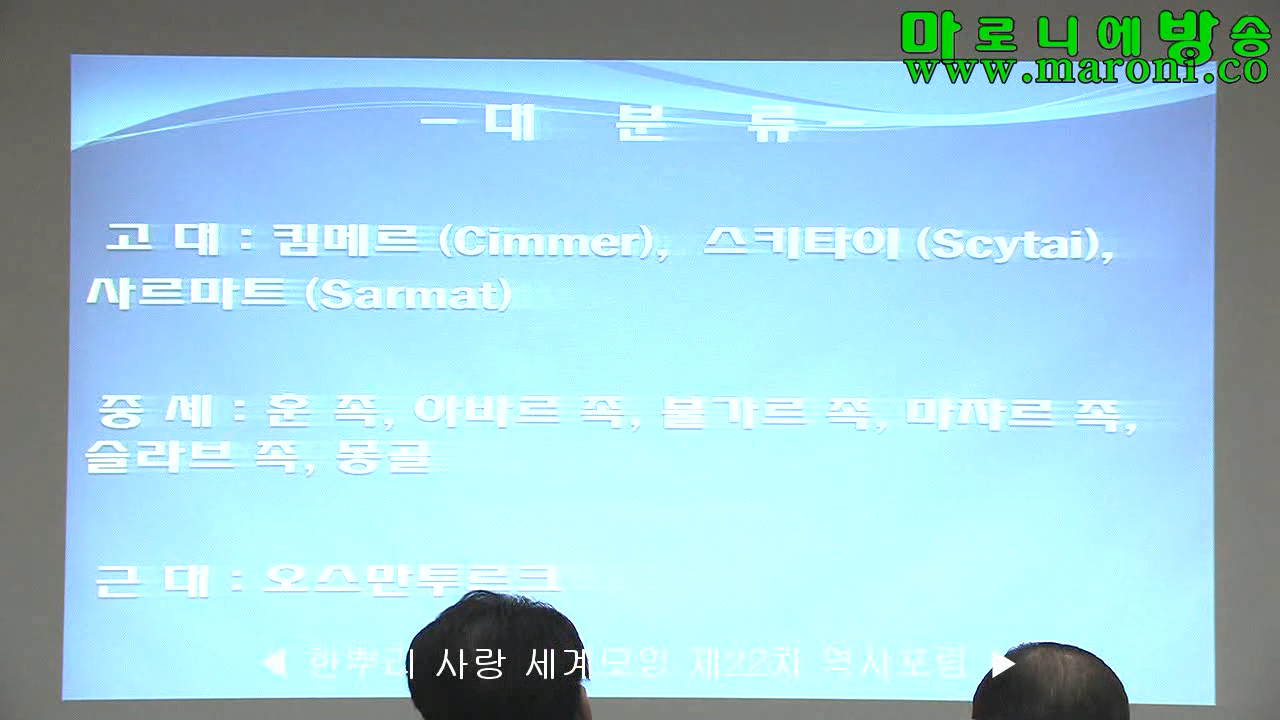 마로니에방송
www.maroni.co
- 대 분 류 -
고 대 : 킴메르 (Cimmer), 스키타이 (Scytai),
사르마트 (Sarmat)
중 세 : 훈 족, 아바르 족, 불가르 족, 마쟈르 족,
슬라브 족, 몽골
근 대 : 오스만투르크
◀ 한뿌리 사랑 세계모임 제22차 역사포럼 ▶